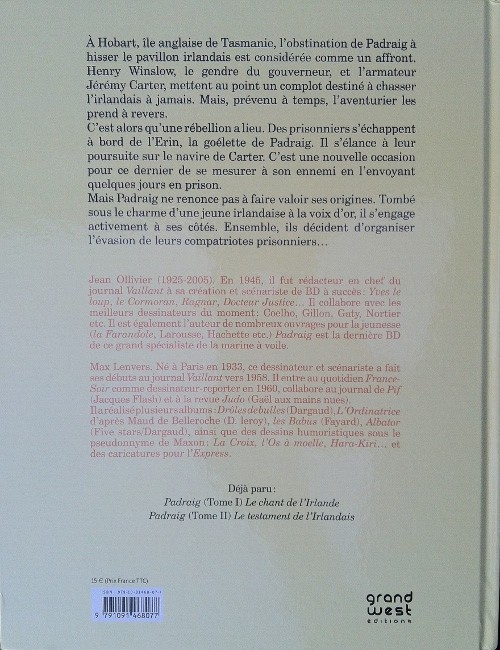 À Hobart, île anglaise de Tasmanie, l'obstination de Padraig à
hisser le pavillon irlandais est considérée comme un affront.
Henry Winslow, le gendre du gouverneur, et l'armateur
Jérémy Carter, mettent au point un complot destiné à chasser
l'irlandais à jamais. Mais, prévenu à temps, l'aventurier les
prend à revers.
C'est alors qu'une rébellion a lieu. Des prisonniers s'échappent
à bord de l'Erin, la goélette de Padraig. Il s'élance à leur
poursuite sur le navire de Carter. C'est une nouvelle occasion
pour ce dernier de se mesurer à son ennemi en l'envoyant
quelques jours en prison.
Mais Padraig ne renonce pas à faire valoir ses origines. Tombé
sous le charme d'une jeune irlandaise à la voix d'or, il s'engage
activement à ses côtés. Ensemble, ils décident d'organiser
l'évasion de leurs compatriotes prisonniers…
Jean Ollivier (1925-2005). En 1945, il fut rédacteur en chef du
journal Vaillant à sa création et scénariste de BD à succès : Yves le
loup, le Cormoran, Ragnar, Docteur Justice… Il collabore avec les
meilleurs dessinateurs du moment : Coelho, Gillon, Gaty, Nortier
etc. Il est également l'auteur de nombreux ouvrages pour la jeunesse
(la Farandole, Larousse, Hachette etc.) Padraig est la dernière BD
de ce grand spécialiste de la marine à voile.
Max Lenvers. Né à Paris en 1933, ce dessinateur et scénariste a fait
ses débuts au journal Vaillant vers 1958. Il entre au quotidien France-
Soir comme dessinateur-reporter en 1960, collabore au journal de Pif
(Jacques Flash) et à la revue Judo (Gaël aux mains nues).
Il a réalisé plusieurs albums : Drôles de balles (Dargaud), L'Ordinatrice
d'après Maud de Belleroche (D. leroy), les Babus (Fayard), Albator
(Five stars/Dargaud), ainsi que des dessins humoristiques sous le
pseudonnyme de Maxon : La Croix, l'Os à moelle, Hara-Kiri… et
des caricatures pour l'Express.
Déjà paru :
Padraig (Tome I) Le chant de l'Irlande
Padraig (Tome II) Le testament de l'Irlandais
15 € (Prix France TTC)
9 791091 468077
grand
west
éditions